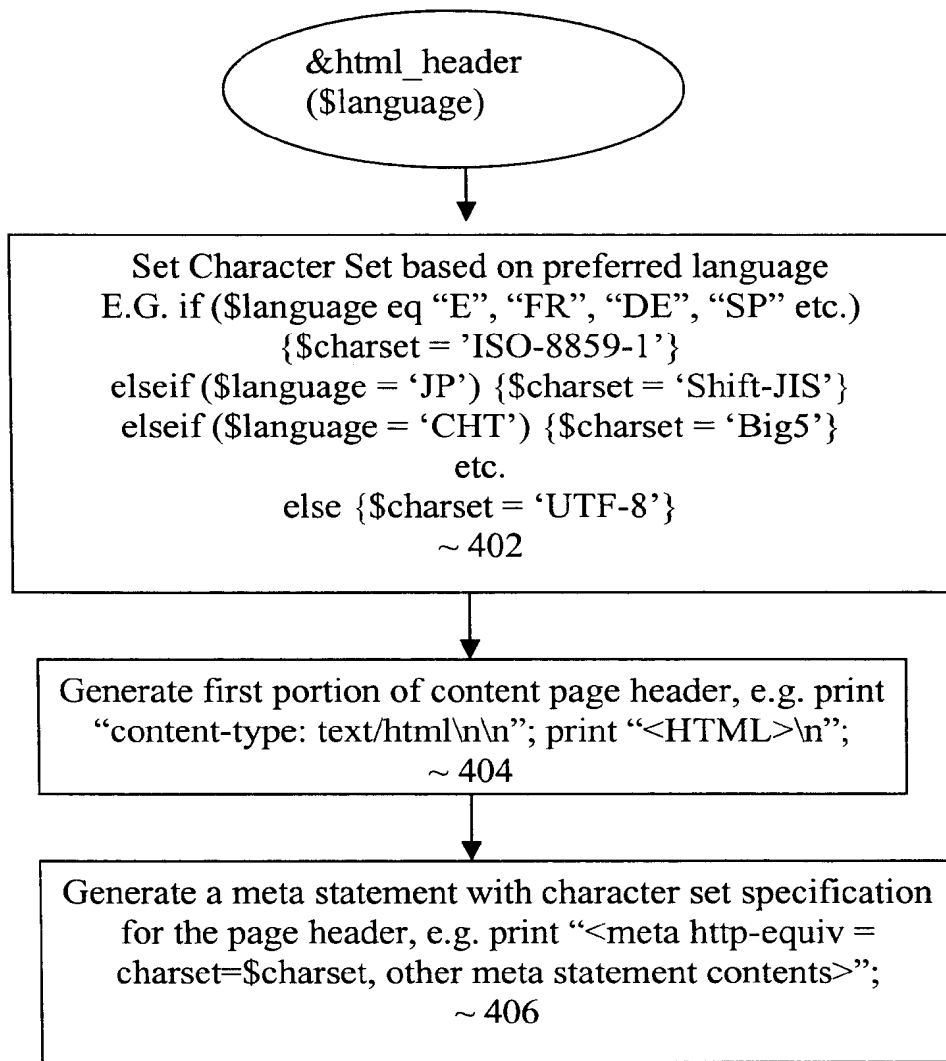 &html_header
($language)
Set Character Set based on preferred language
E.G. if ($language eq “E”, “FR”, “DE”, “SP” etc.)
{$charset = 'ISO-8859-1'}
elseif ($language = ‘JP’) {$charset = ‘Shift-JIS’}
elseif ($language = ‘CHT’) {$charset = ‘Big5’}
etc.
else {$charset = ‘UTF-8’}
~ 402
Generate first portion of content page header, e.g. print
“content-type: text/html\n\n”; print “<HTML>\n”;
~ 404
Generate a meta statement with character set specification
for the page header, e.g. print “<meta http-equiv =
charset=$charset, other meta statement contents>”;
~ 406